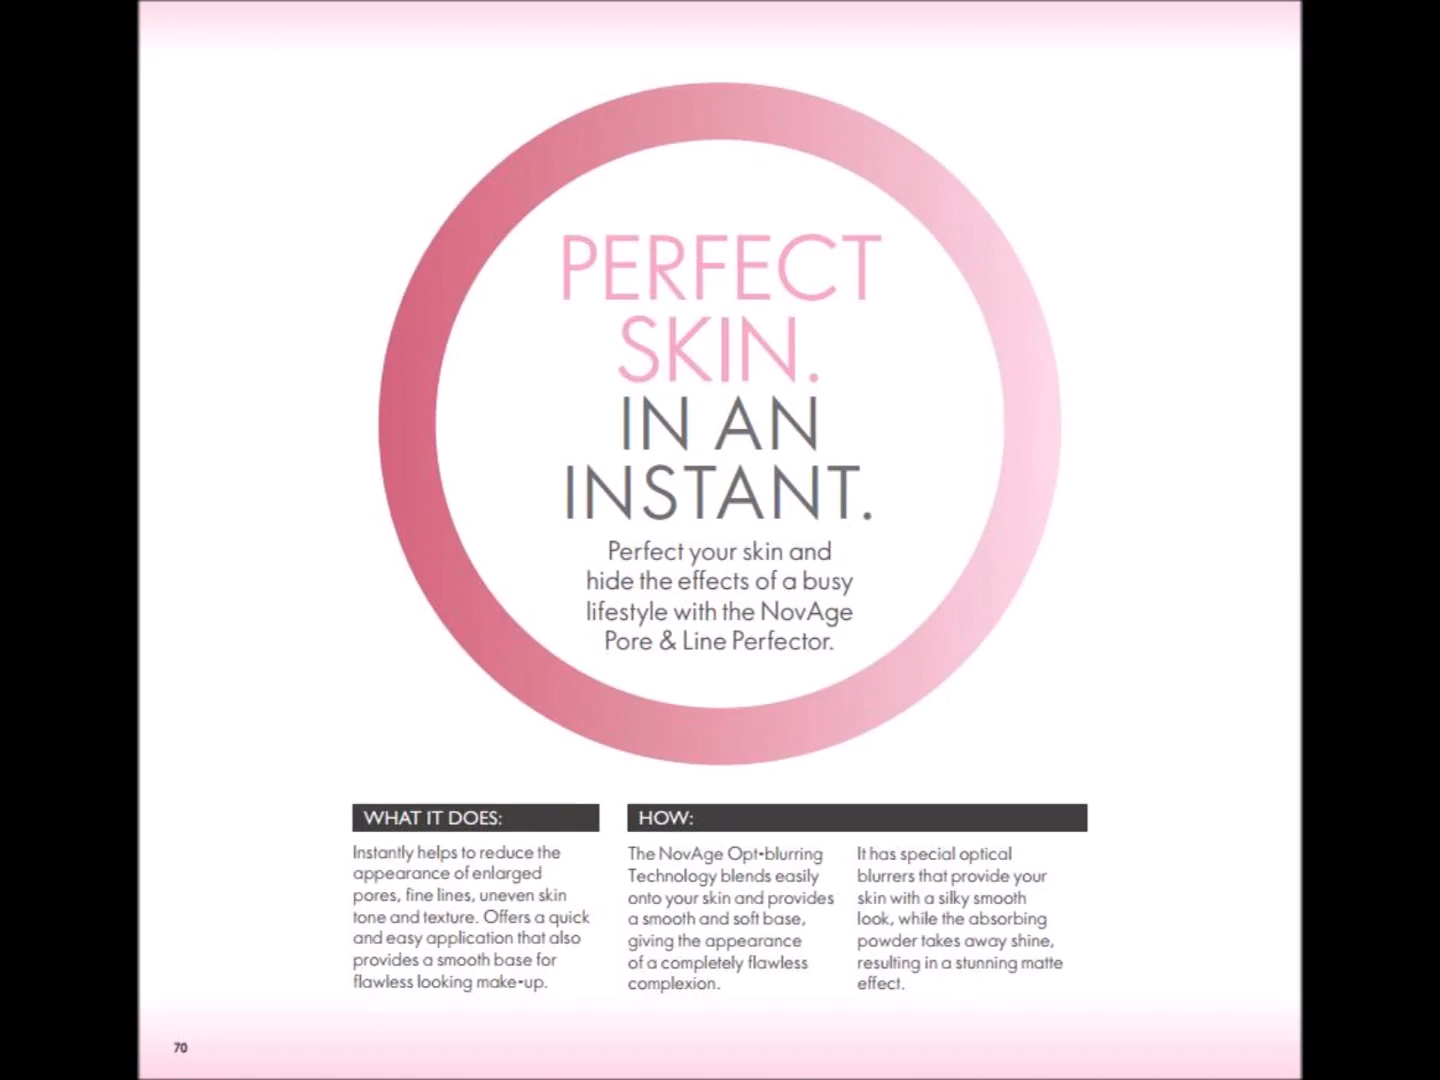 PERFECT
SKIN.
IN AN
INSTANT.
Perfect your skin and
hide the effects of a busy
lifestyle with the NovAge
Pore & Line Perfector.
WHAT IT DOES:
Instantly helps to reduce the
appearance of enlarged
pores, fine lines, uneven skin
tone and texture. Offers a quick
and easy application that also
provides a smooth base for
flawless looking make-up.
HOW:
The NovAge Opt-blurring
Technology blends easily
onto your skin and provides
a smooth and soft base,
giving the appearance
of a completely flawless
complexion.
It has special optical
blurrers that provide your
skin with a silky smooth
look, while the absorbing
powder takes away shine,
resulting in a stunning matte
effect.
70